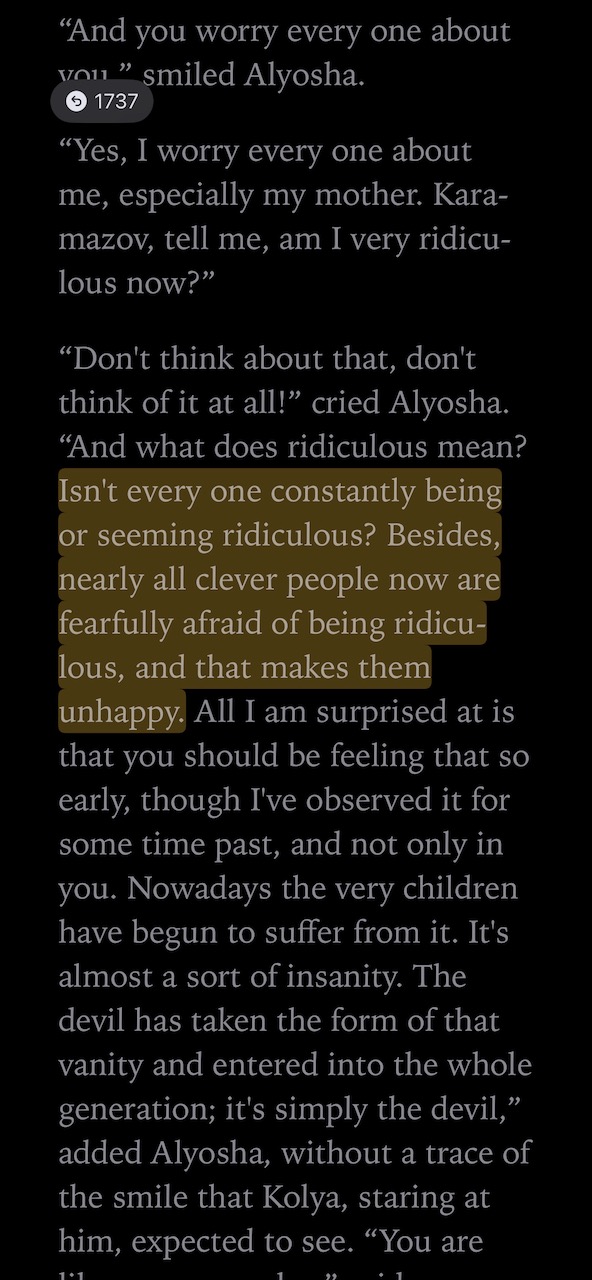 “And you worry every one about
you,” smiled Alyosha.
1737
“Yes, I worry every one about
me, especially my mother. Kara-
mazov, tell me, am I very ridicu-
lous now?”
“Don't think about that, don't
think of it at all!” cried Alyosha.
“And what does ridiculous mean?
Isn't every one constantly being
or seeming ridiculous? Besides,
nearly all clever people now are
fearfully afraid of being ridicu-
lous, and that makes them
unhappy. All I am surprised at is
that you should be feeling that so
early, though I've observed it for
some time past, and not only in
you. Nowadays the very children
have begun to suffer from it. It's
almost a sort of insanity. The
devil has taken the form of that
vanity and entered into the whole
generation; it's simply the devil,”
added Alyosha, without a trace of
the smile that Kolya, staring at
him, expected to see. “You are